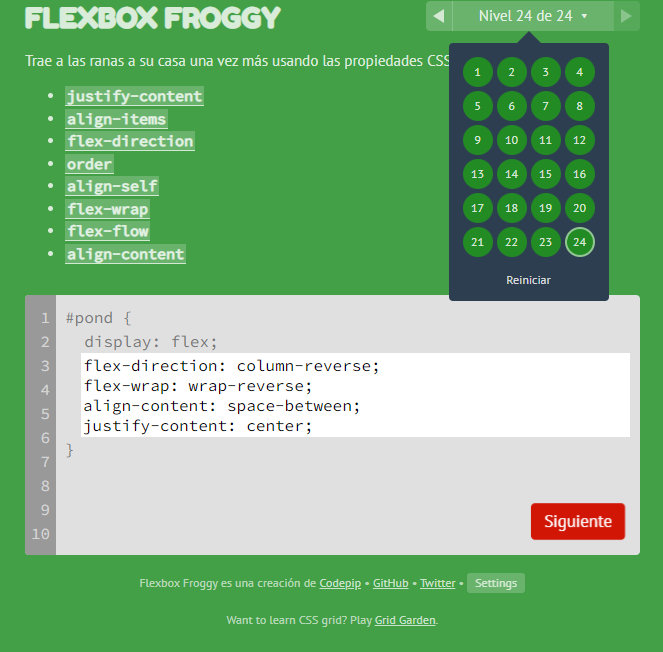 FLEXBOX FROGGY
Nivel 24 de 24
Trae a las ranas a su casa una vez más usando las propiedades CSS
justify-content
align-items
flex-direction
order
align-self
flex-wrap
flex-flow
align-content
1 2 3 4
5 6 7 8
9 10 11 12
13 14 15 16
17 18 19 20
21 22 23 24
Reiniciar
1 #pond {
2 display: flex;
3 flex-direction: column-reverse;
4 flex-wrap: wrap-reverse;
5 align-content: space-between;
6 justify-content: center;
7 }
8
9
10
Siguiente
Flexbox Froggy es una creación de Codepip • GitHub • Twitter • Settings
Want to learn CSS grid? Play Grid Garden.